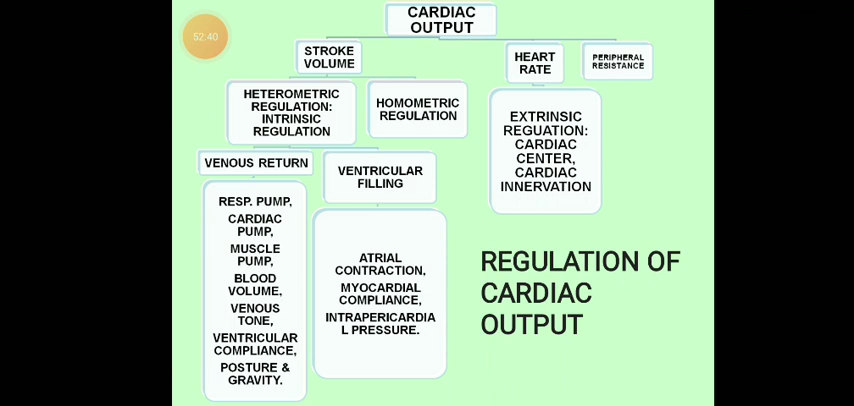 52:40
CARDIAC
OUTPUT
STROKE
VOLUME
HEART
RATE
PERIPHERAL
RESISTANCE
HETEROMETRIC
REGULATION:
INTRINSIC
REGULATION
HOMOMETRIC
REGULATION
EXTRINSIC
REGUATION:
CARDIAC
CENTER,
CARDIAC
INNERVATION
VENOUS RETURN
VENTRICULAR
FILLING
RESP. PUMP,
CARDIAC
PUMP,
MUSCLE
PUMP,
BLOOD
VOLUME,
VENOUS
TONE,
VENTRICULAR
COMPLIANCE,
POSTURE &
GRAVITY.
ATRIAL
CONTRACTION,
MYOCARDIAL
COMPLIANCE,
INTRAPERICARDIA
L PRESSURE.
REGULATION OF
CARDIAC
OUTPUT